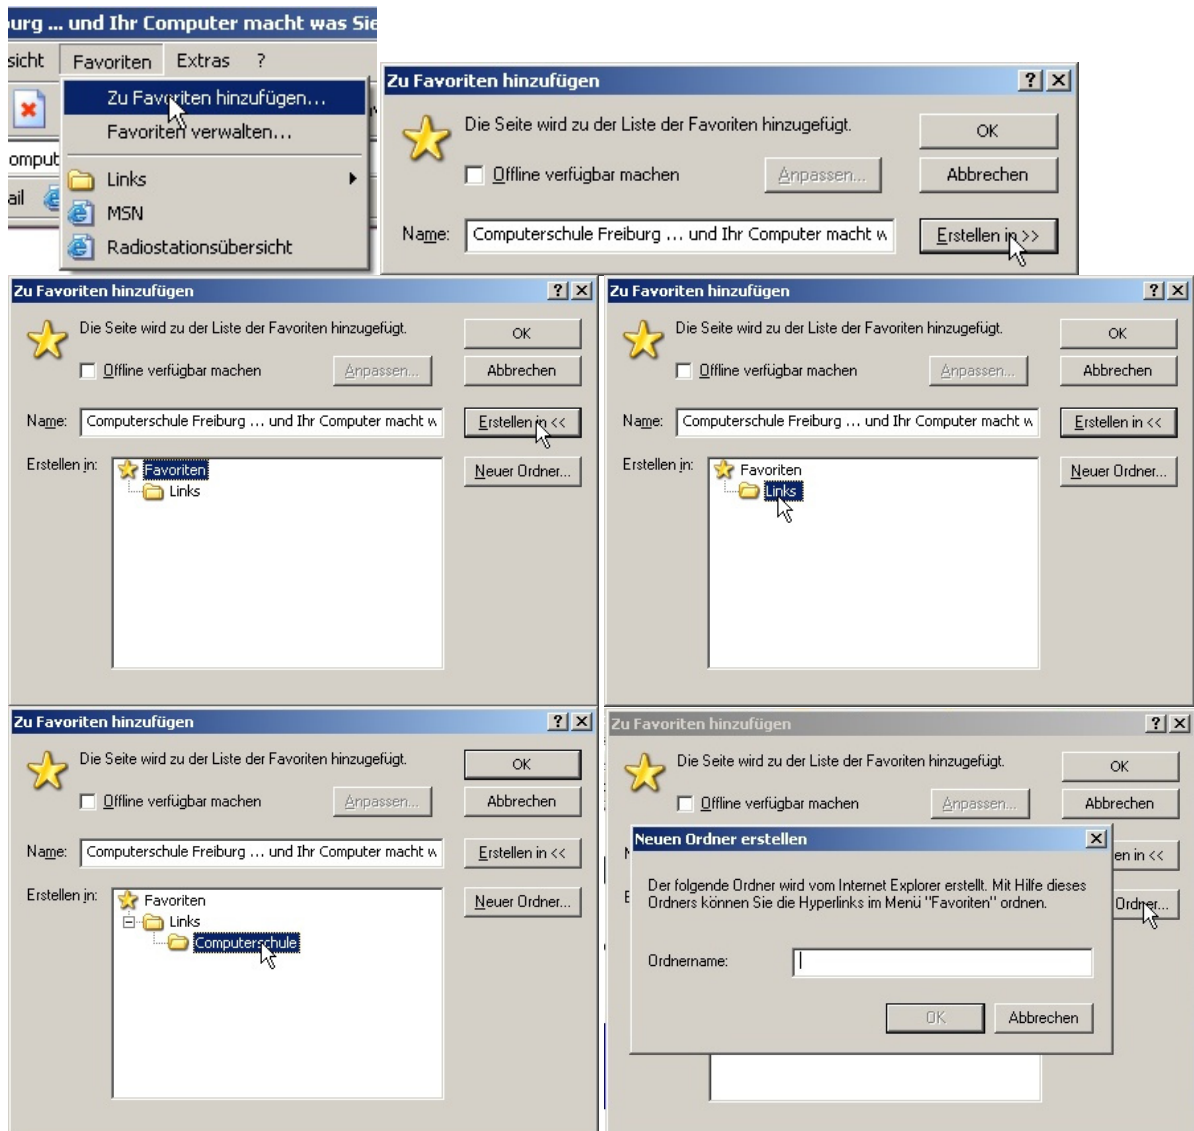 urg ... und Ihr Computer macht was Sie
sicht Favoriten Extras ?
Zu Favoriten hinzufügen...
Favoriten verwalten...
omput
Links
ail
MSN
Radiostationsübersicht
Zu Favoriten hinzufügen
Die Seite wird zu der Liste der Favoriten hinzugefügt.
OK
Offline verfügbar machen Anpassen... Abbrechen
Name: Computerschule Freiburg ... und Ihr Computer macht w Erstellen in >>
Zu Favoriten hinzufügen
Die Seite wird zu der Liste der Favoriten hinzugefügt. OK
Offline verfügbar machen Anpassen... Abbrechen
Name: Computerschule Freiburg ... und Ihr Computer macht w Erstellen in <<
Erstellen in: Favoriten Neuer Ordner...
Links
Zu Favoriten hinzufügen
Die Seite wird zu der Liste der Favoriten hinzugefügt. OK
Offline verfügbar machen Anpassen... Abbrechen
Name: Computerschule Freiburg ... und Ihr Computer macht w Erstellen in <<
Erstellen in: Favoriten Neuer Ordner...
Links
Zu Favoriten hinzufügen
Die Seite wird zu der Liste der Favoriten hinzugefügt. OK
Offline verfügbar machen Anpassen... Abbrechen
Name: Computerschule Freiburg ... und Ihr Computer macht w Erstellen in <<
Erstellen in: Favoriten Neuer Ordner...
Links
Computerschule
Zu Favoriten hinzufügen
Die Seite wird zu der Liste der Favoriten hinzugefügt. OK
Offline verfügbar machen Anpassen... Abbrechen
Neuen Ordner erstellen
en in <<
Der folgende Ordner wird vom Internet Explorer erstellt. Mit Hilfe dieses
Ordners können Sie die Hyperlinks im Menü "Favoriten" ordnen.
Ordner...
Ordnername:
OK Abbrechen